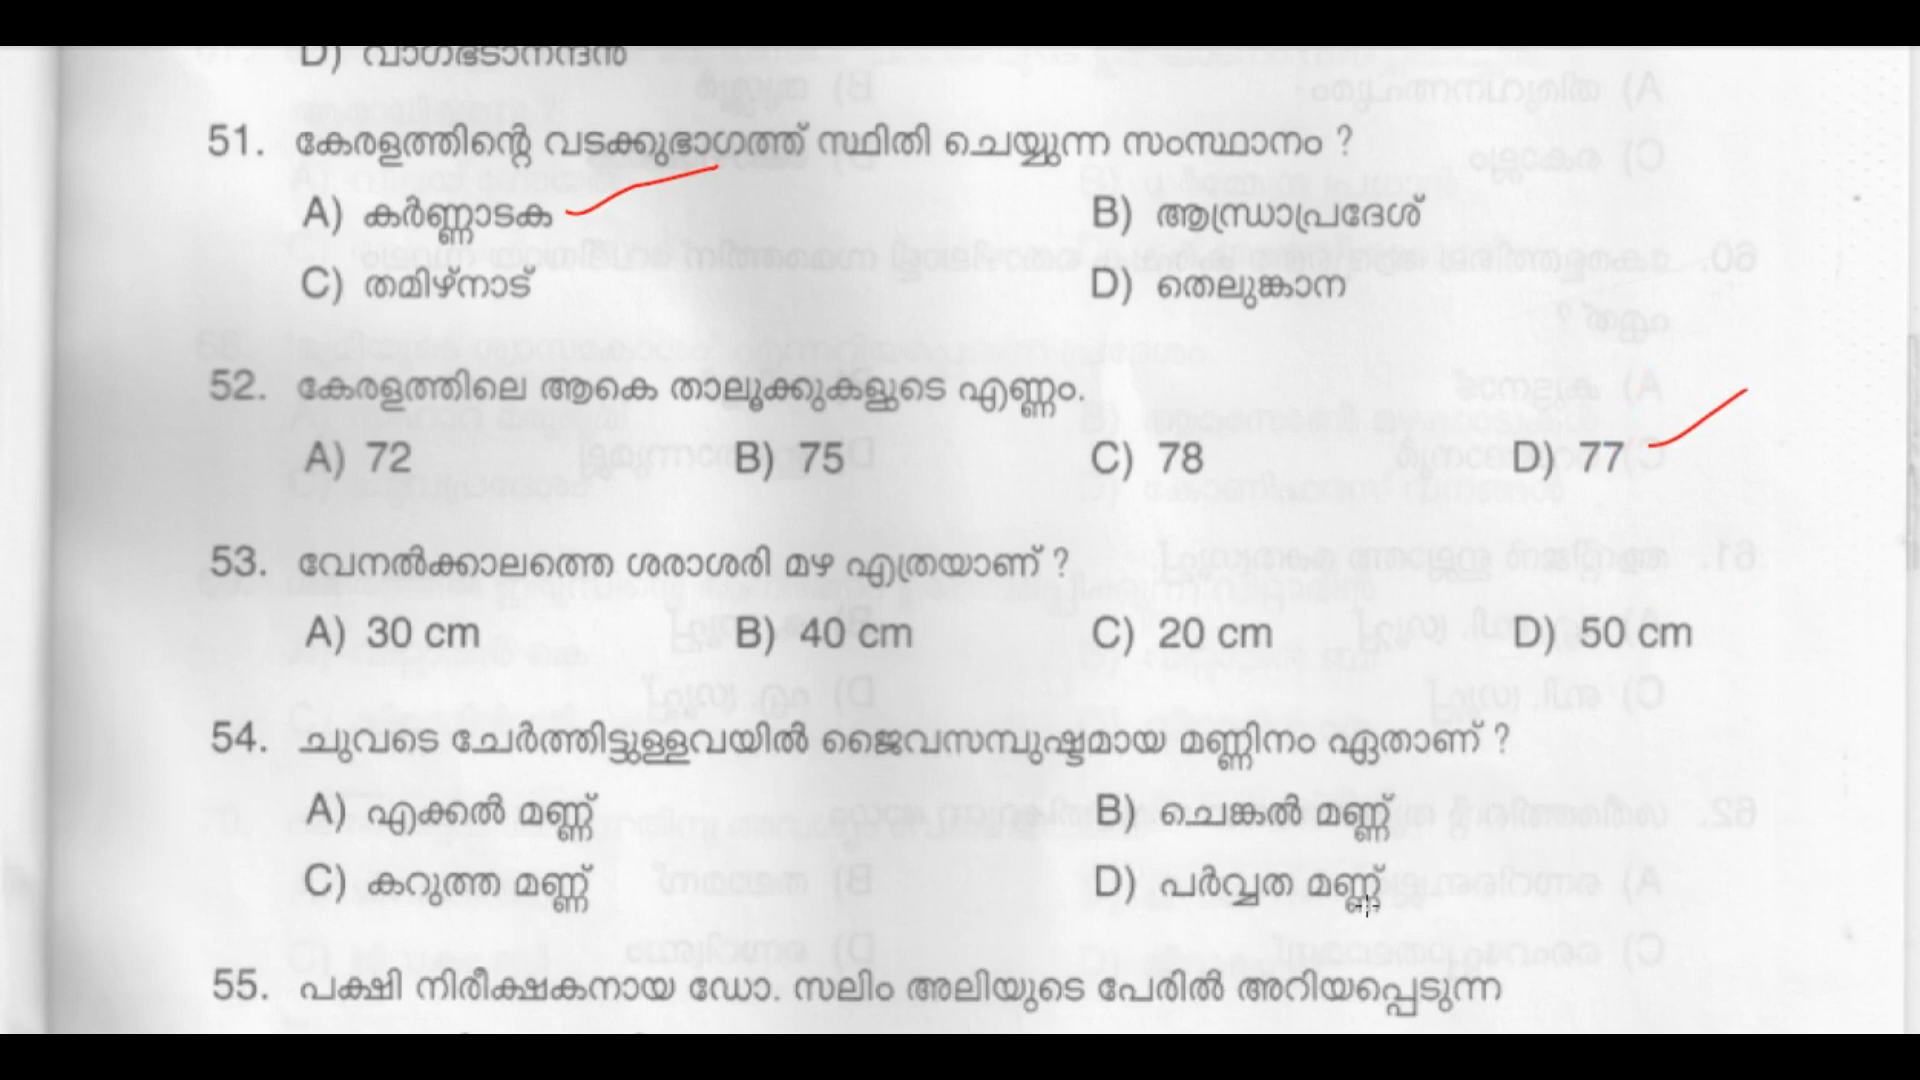 D) വാഗ്ഭടാനന്ദൻ
51. കേരളത്തിന്റെ വടക്കുഭാഗത്ത് സ്ഥിതി ചെയ്യുന്ന സംസ്ഥാനം ?
A) കർണ്ണാടക B) ആന്ധ്രാപ്രദേശ്
C) തമിഴ്നാട് D) തെലുങ്കാന
52. കേരളത്തിലെ ആകെ താലൂക്കുകളുടെ എണ്ണം.
A) 72 B) 75 C) 78 D) 77
53. വേനൽക്കാലത്തെ ശരാശരി മഴ എത്രയാണ് ?
A) 30 cm B) 40 cm C) 20 cm D) 50 cm
54. ചുവടെ ചേർത്തിട്ടുള്ളവയിൽ ജൈവസമ്പുഷ്ടമായ മണ്ണിനം ഏതാണ് ?
A) എക്കൽ മണ്ണ് B) ചെങ്കൽ മണ്ണ്
C) കറുത്ത മണ്ണ് D) പർവ്വത മണ്ണ്
55. പക്ഷി നിരീക്ഷകനായ ഡോ. സലിം അലിയുടെ പേരിൽ അറിയപ്പെടുന്ന